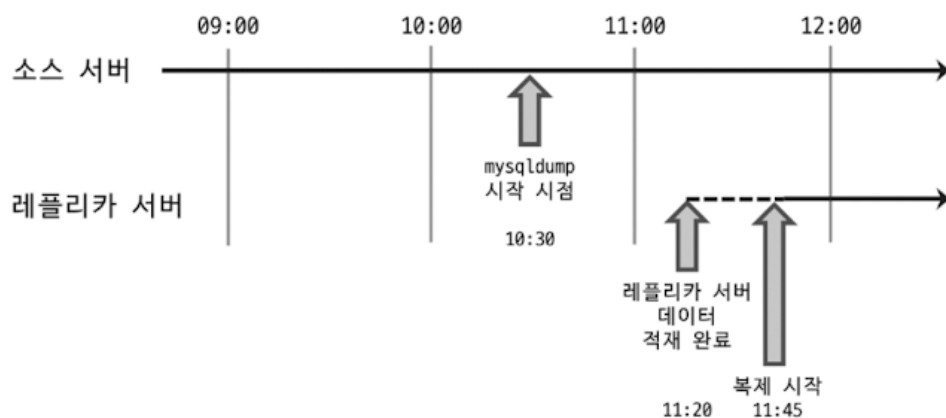 09:00 10:00 11:00 12:00
소스 서버
mysqldump
시작 시점
10:30
레플리카 서버
레플리카 서버
데이터
적재 완료
11:20
복제 시작
11:45